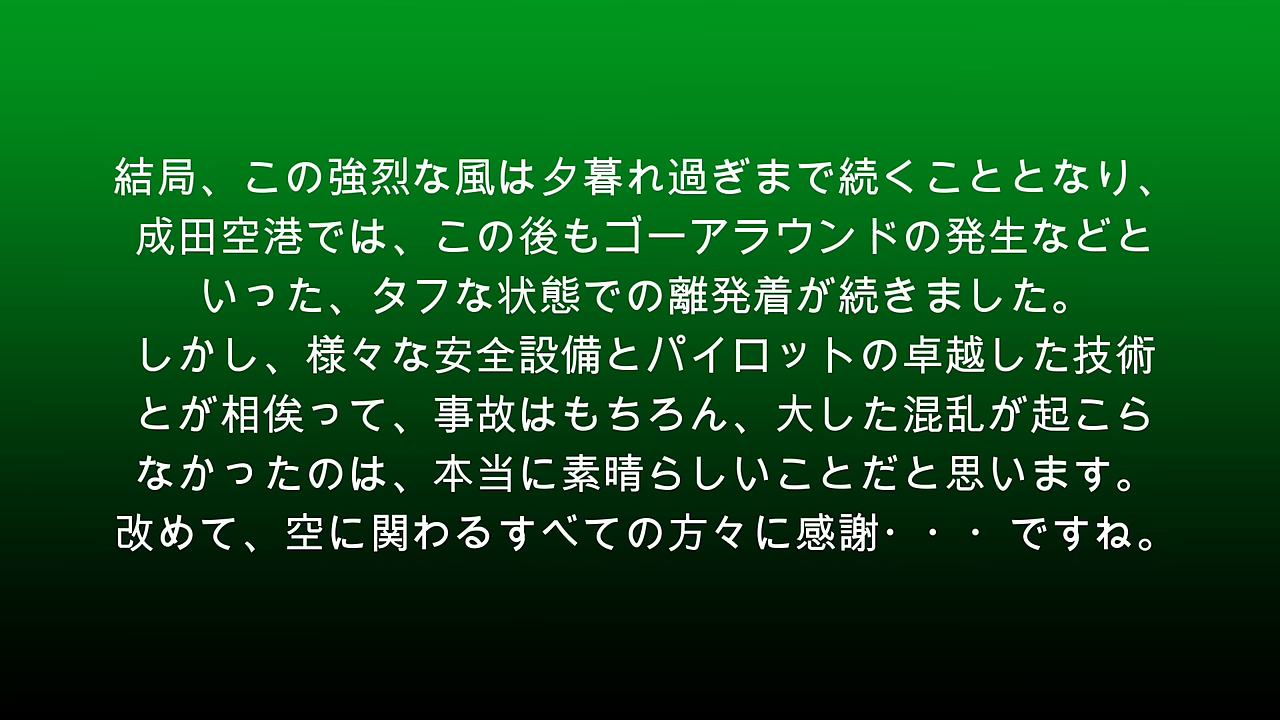 結局、この強烈な風は夕暮れ過ぎまで続くこととなり、
成田空港では、この後もゴーアラウンドの発生などと
いった、タフな状態での離発着が続きました。
しかし、様々な安全設備とパイロットの卓越した技術
とが相俟って、事故はもちろん、大した混乱が起こら
なかったのは、本当に素晴らしいことだと思います。
改めて、空に関わるすべての方々に感謝・・・ですね。